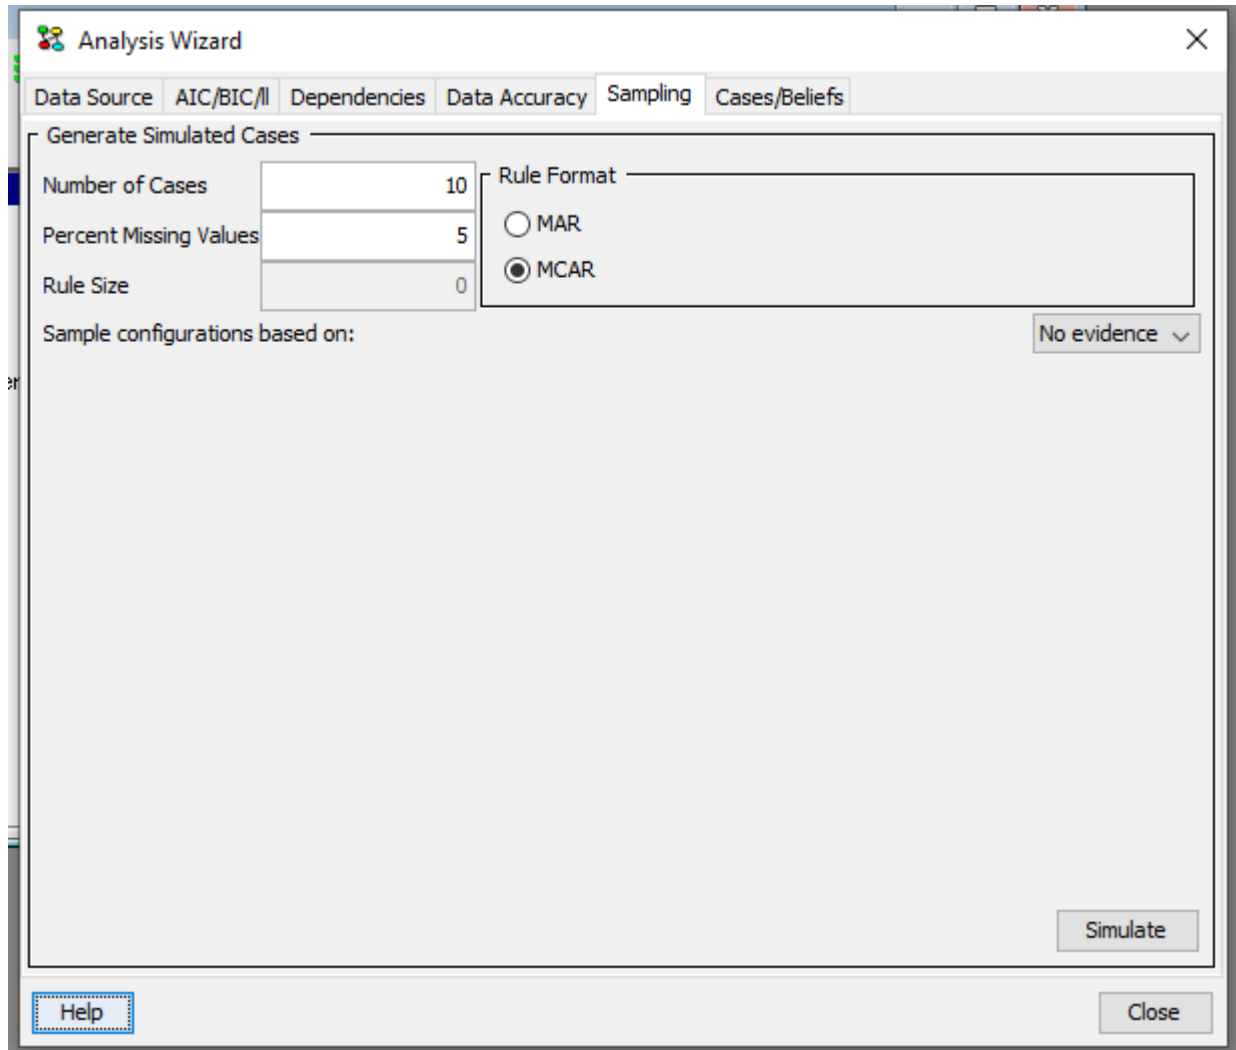 Analysis Wizard
Data Source AIC/BIC/ll Dependencies Data Accuracy Sampling Cases/Beliefs
Generate Simulated Cases
Number of Cases 10
Percent Missing Values 5
Rule Size 0
Rule Format
MAR
MCAR
Sample configurations based on: No evidence
Simulate
Help Close